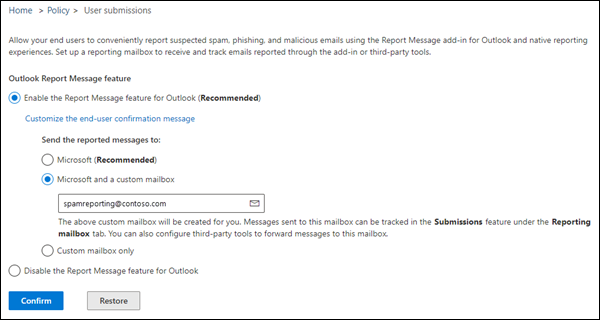 Home > Policy > User submissions
Allow your end users to conveniently report suspected spam, phishing, and malicious emails using the Report Message add-in for Outlook and native reporting
experiences. Set up a reporting mailbox to receive and track emails reported through the add-in or third-party tools.
Outlook Report Message feature
Enable the Report Message feature for Outlook (Recommended)
Customize the end-user confirmation message
Send the reported messages to:
Microsoft (Recommended)
Microsoft and a custom mailbox
spamreporting@contoso.com
The above custom mailbox will be created for you. Messages sent to this mailbox can be tracked in the Submissions feature under the Reporting
mailbox tab. You can also configure third-party tools to forward messages to this mailbox.
Custom mailbox only
Disable the Report Message feature for Outlook
Confirm Restore